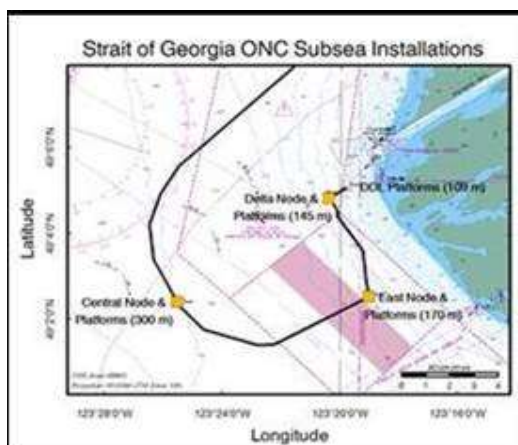 Strait of Georgia ONC Subsea Installations
Latitude
49°6'0"N
49°4'0"N
49°2'0"N
DDL Platforms (109 m)
Delta Node &
Platforms (145 m)
Central Node &
Platforms (300 m)
East Node &
Platforms (170 m)
0 1 2 3 4
123°28'0"W 123°24'0"W 123°20'0"W 123°16'0"W
Longitude